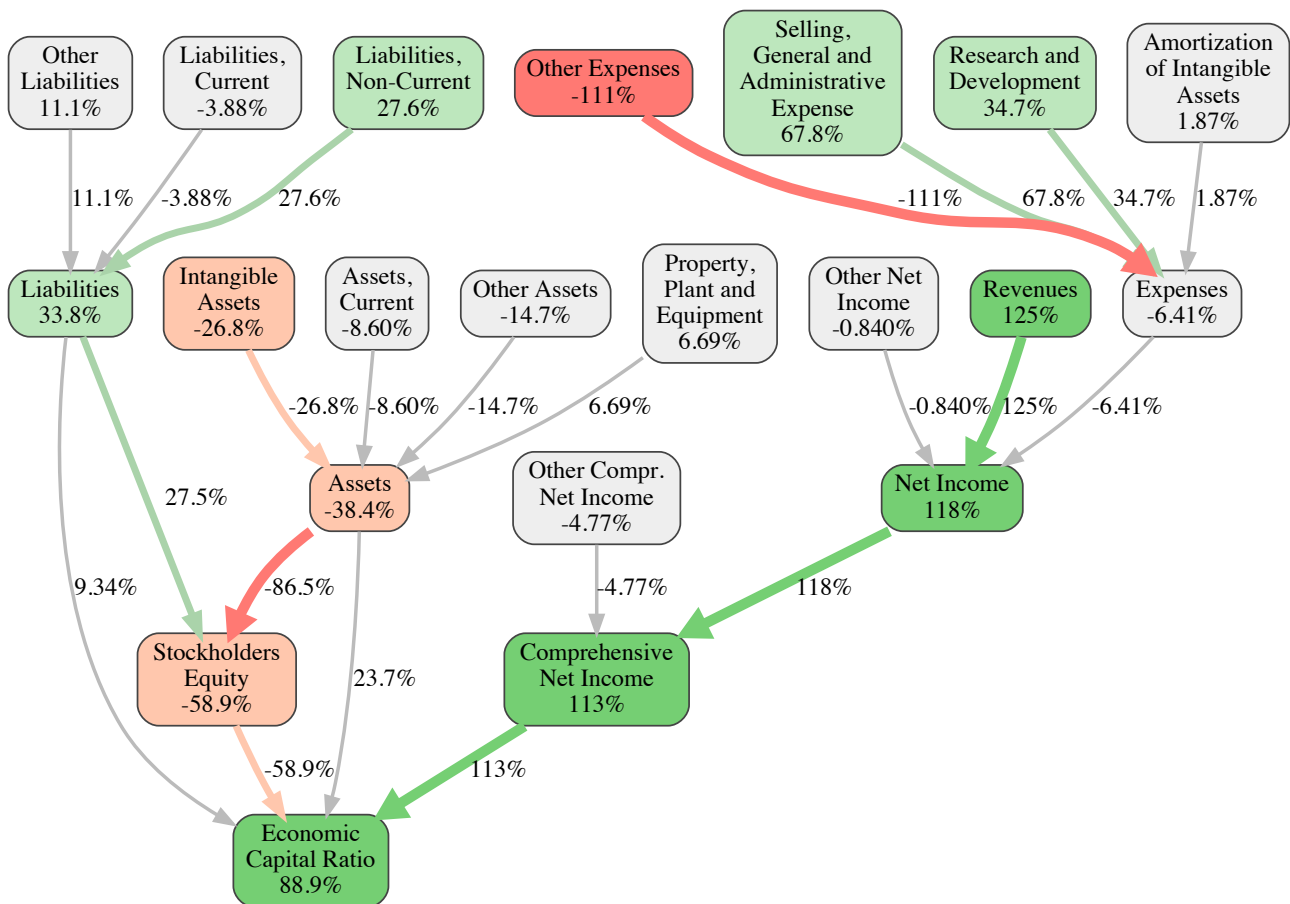 Other
Liabilities
11.1%
Liabilities,
Current
-3.88%
Liabilities,
Non-Current
27.6%
Other Expenses
-111%
Selling,
General and
Administrative
Expense
67.8%
Research and
Development
34.7%
Amortization
of Intangible
Assets
1.87%
11.1%
-3.88%
27.6%
-111%
67.8%
34.7%
1.87%
Liabilities
33.8%
Intangible
Assets
-26.8%
Assets,
Current
-8.60%
Other Assets
-14.7%
Property,
Plant and
Equipment
6.69%
Other Net
Income
-0.840%
Revenues
125%
Expenses
-6.41%
-26.8%
-8.60%
-14.7%
6.69%
-0.840%
125%
-6.41%
27.5%
Assets
-38.4%
Other Compr.
Net Income
-4.77%
Net Income
118%
9.34%
-86.5%
-4.77%
118%
Stockholders
Equity
-58.9%
23.7%
Comprehensive
Net Income
113%
-58.9%
113%
Economic
Capital Ratio
88.9%